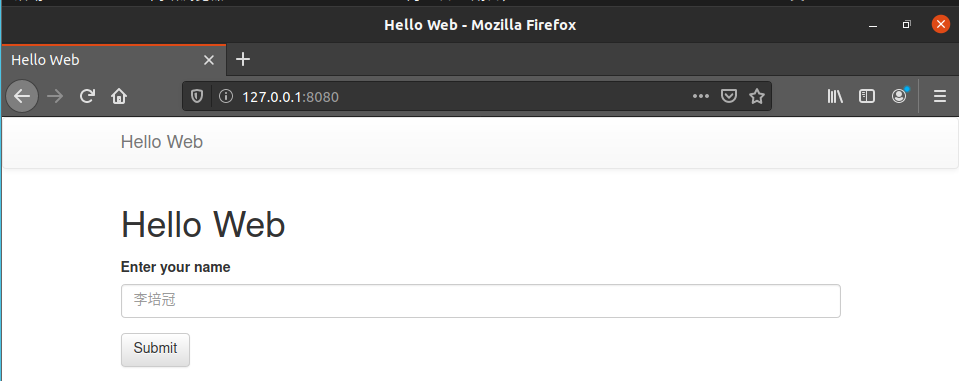 Hello Web - Mozilla Firefox
Hello Web
127.0.0.1:8080
Hello Web
Hello Web
Enter your name
李培冠
Submit